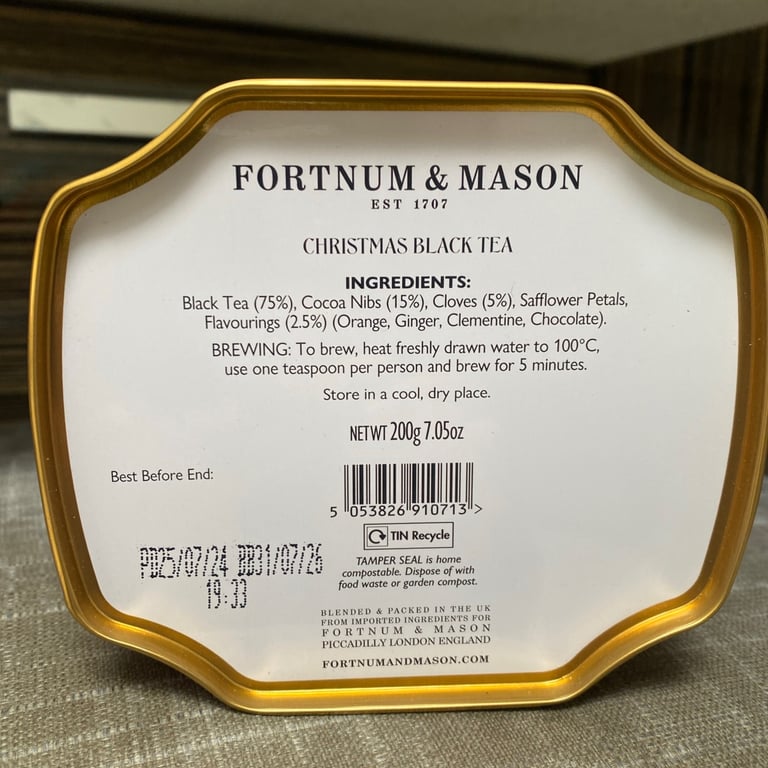 FORTNUM & MASON
EST 1707
CHRISTMAS BLACK TEA
INGREDIENTS:
Black Tea (75%), Cocoa Nibs (15%), Cloves (5%), Safflower Petals,
Flavourings (2.5%) (Orange, Ginger, Clementine, Chocolate).
BREWING: To brew, heat freshly drawn water to 100°C,
use one teaspoon per person and brew for 5 minutes.
Store in a cool, dry place.
NET WT 200g 7.05oz
Best Before End:
5 053826 910713 >
TIN Recycle
PD25/07/24 BB31/07/26
19:33
TAMPER SEAL is home
compostable. Dispose of with
food waste or garden compost.
BLENDED & PACKED IN THE UK
FROM IMPORTED INGREDIENTS FOR
FORTNUM & MASON
PICCADILLY LONDON ENGLAND
FORTNUMANDMASON.COM